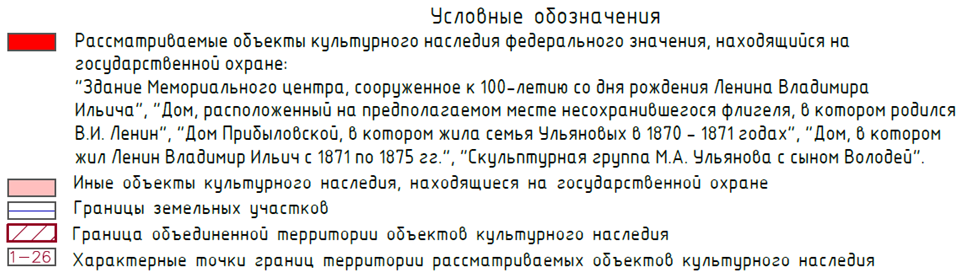 Условные обозначения
Рассматриваемые объекты культурного наследия федерального значения, находящийся на
государственной охране:
"Здание Мемориального центра, сооруженное к 100-летию со дня рождения Ленина Владимира
Ильича", "Дом, расположенный на предполагаемом месте несохранившегося флигеля, в котором родился
В.И. Ленин", "Дом Прибыловской, в котором жила семья Ульяновых в 1870 - 1871 годах", "Дом, в котором
жил Ленин Владимир Ильич с 1871 по 1875 гг.", "Скульптурная группа М.А. Ульянова с сыном Володей".
Иные объекты культурного наследия, находящиеся на государственной охране
Границы земельных участков
Граница объединенной территории объектов культурного наследия
1-26 Характерные точки границ территории рассматриваемых объектов культурного наследия